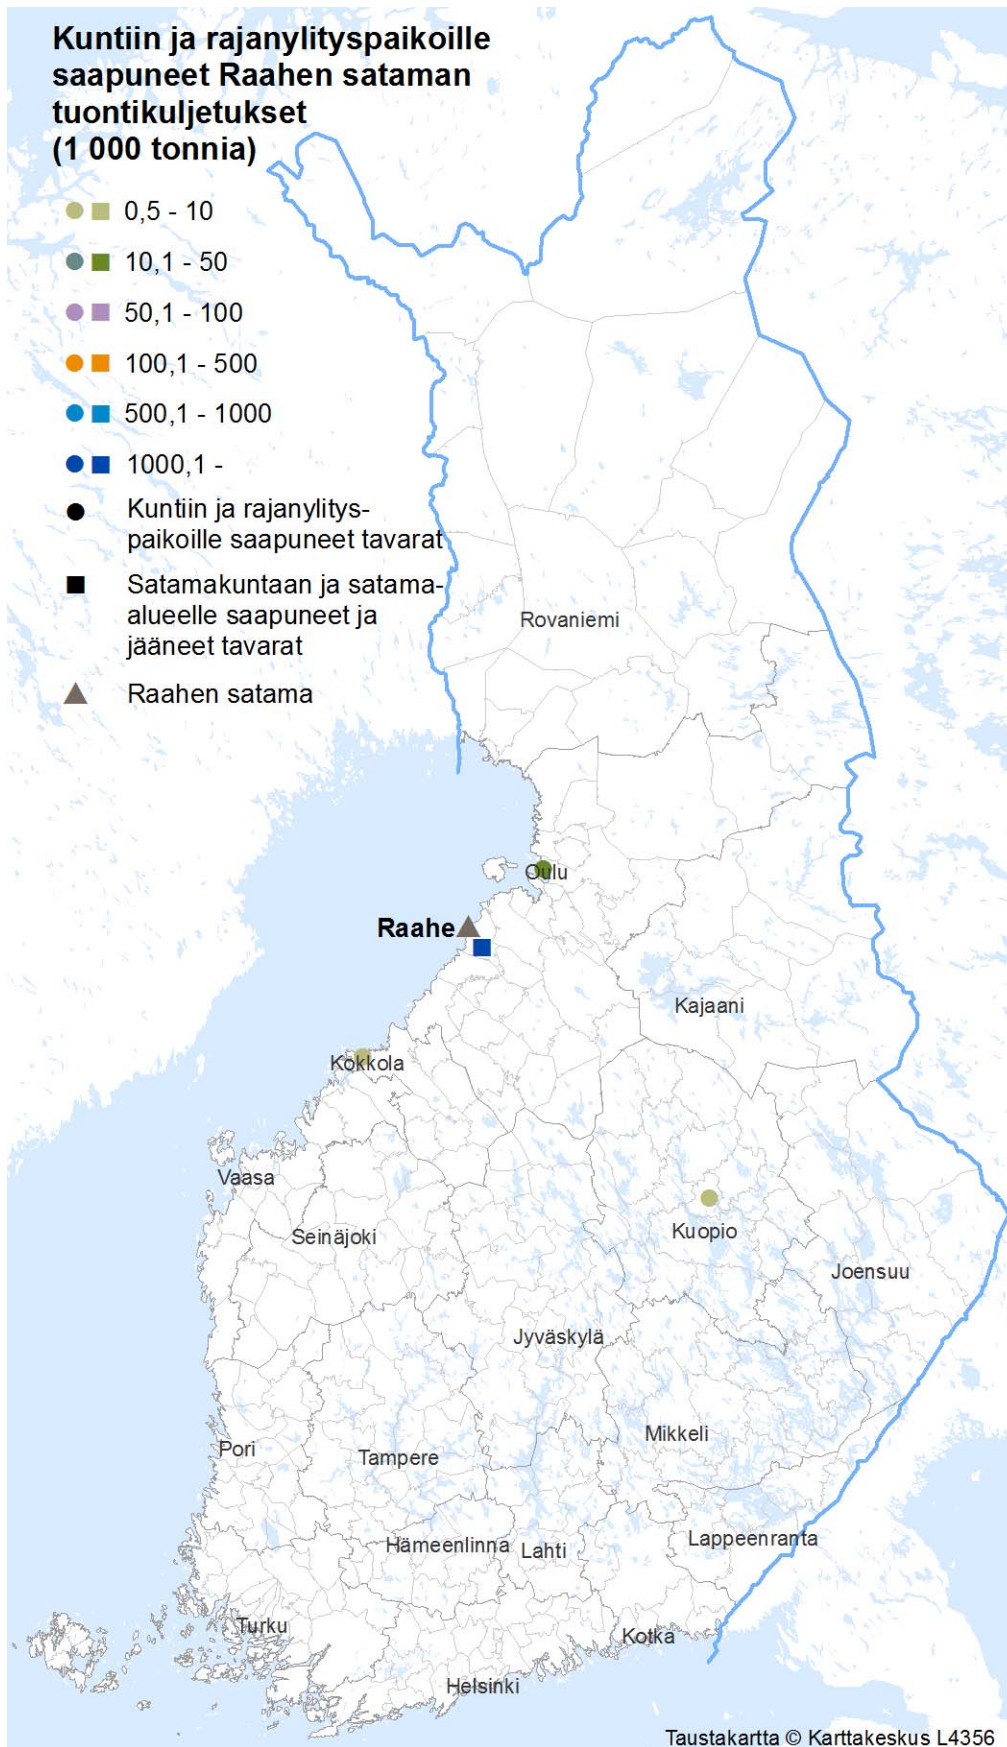 Kuntiin ja rajanylityspaikoille
saapuneet Raahen sataman
tuontikuljetukset
(1 000 tonnia)
0,5 - 10
10,1 - 50
50,1 - 100
100,1 - 500
500,1 - 1000
1000,1 -
Kuntiin ja rajanylitys-
paikoille saapuneet tavarat
Satamakuntaan ja satama-
alueelle saapuneet ja
jääneet tavarat
Raahen satama
Rovaniemi
Oulu
Raahe
Kajaani
Kokkola
Vaasa
Kuopio
Seinäjoki
Joensuu
Jyväskylä
Mikkeli
Pori
Tampere
Lappeenranta
Hämeenlinna
Lahti
Turku
Kotka
Helsinki
Taustakartta © Karttakeskus L4356